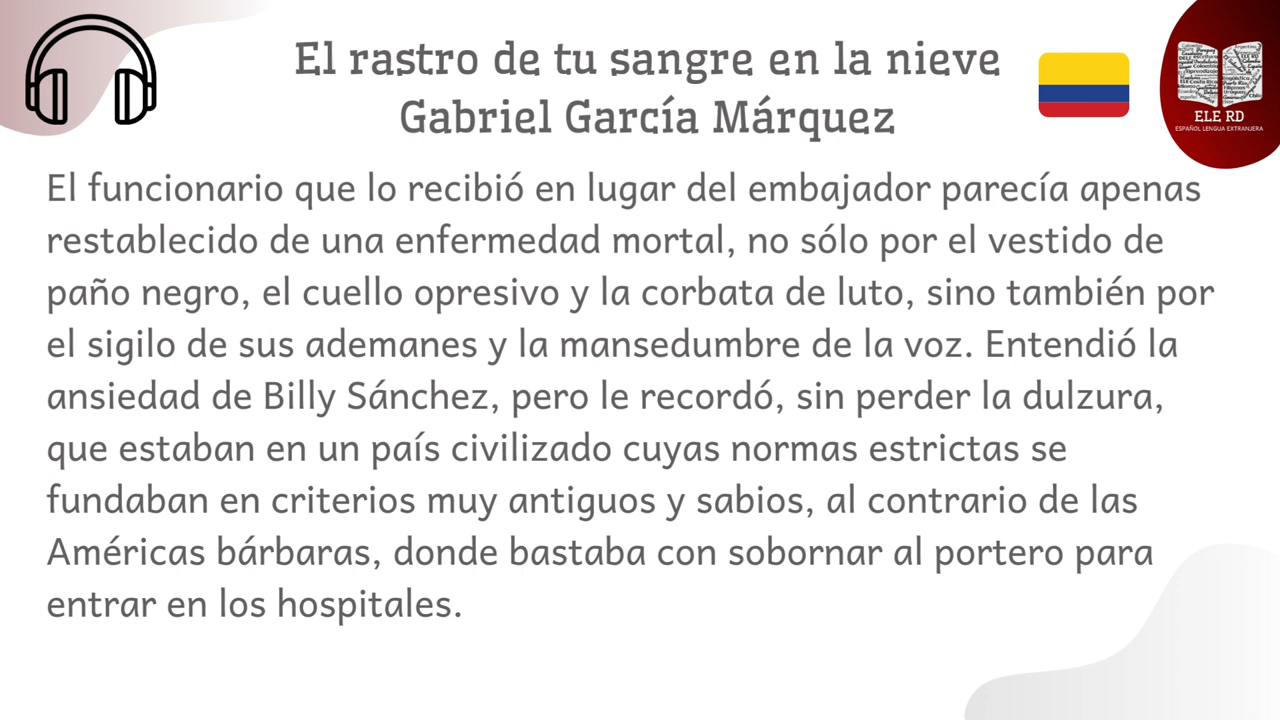 El rastro de tu sangre en la nieve
Gabriel García Márquez
ELE RD
ESPAÑOL LENGUA EXTRANJERA
El funcionario que lo recibió en lugar del embajador parecía apenas
restablecido de una enfermedad mortal, no sólo por el vestido de
paño negro, el cuello opresivo y la corbata de luto, sino también por
el sigilo de sus ademanes y la mansedumbre de la voz. Entendió la
ansiedad de Billy Sánchez, pero le recordó, sin perder la dulzura,
que estaban en un país civilizado cuyas normas estrictas se
fundaban en criterios muy antiguos y sabios, al contrario de las
Américas bárbaras, donde bastaba con sobornar al portero para
entrar en los hospitales.